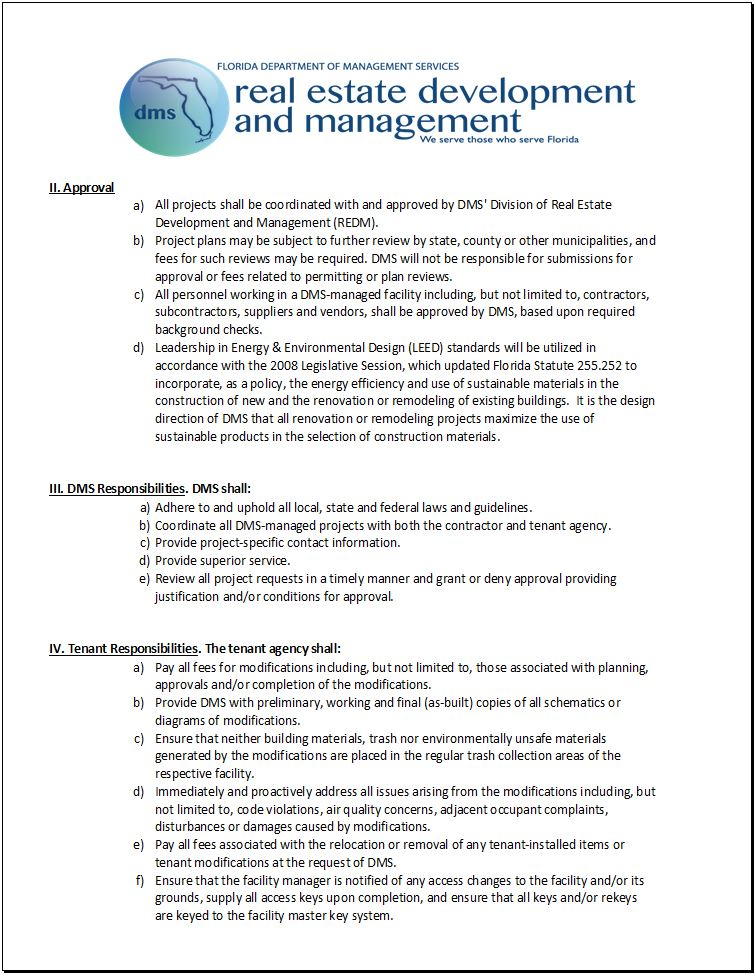 FLORIDA DEPARTMENT OF MANAGEMENT SERVICES
dms
real estate development
and management
We serve those who serve Florida
II. Approval
a) All projects shall be coordinated with and approved by DMS' Division of Real Estate
Development and Management (REDM).
b) Project plans may be subject to further review by state, county or other municipalities, and
fees for such reviews may be required. DMS will not be responsible for submissions for
approval or fees related to permitting or plan reviews.
c) All personnel working in a DMS-managed facility including, but not limited to, contractors,
subcontractors, suppliers and vendors, shall be approved by DMS, based upon required
background checks.
d) Leadership in Energy & Environmental Design (LEED) standards will be utilized in
accordance with the 2008 Legislative Session, which updated Florida Statute 255.252 to
incorporate, as a policy, the energy efficiency and use of sustainable materials in the
construction of new and the renovation or remodeling of existing buildings. It is the design
direction of DMS that all renovation or remodeling projects maximize the use of
sustainable products in the selection of construction materials.
III. DMS Responsibilities. DMS shall:
a) Adhere to and uphold all local, state and federal laws and guidelines.
b) Coordinate all DMS-managed projects with both the contractor and tenant agency.
c) Provide project-specific contact information.
d) Provide superior service.
e) Review all project requests in a timely manner and grant or deny approval providing
justification and/or conditions for approval.
IV. Tenant Responsibilities. The tenant agency shall:
a) Pay all fees for modifications including, but not limited to, those associated with planning,
approvals and/or completion of the modifications.
b) Provide DMS with preliminary, working and final (as-built) copies of all schematics or
diagrams of modifications.
c) Ensure that neither building materials, trash nor environmentally unsafe materials
generated by the modifications are placed in the regular trash collection areas of the
respective facility.
d) Immediately and proactively address all issues arising from the modifications including, but
not limited to, code violations, air quality concerns, adjacent occupant complaints,
disturbances or damages caused by modifications.
e) Pay all fees associated with the relocation or removal of any tenant-installed items or
tenant modifications at the request of DMS.
f) Ensure that the facility manager is notified of any access changes to the facility and/or its
grounds, supply all access keys upon completion, and ensure that all keys and/or rekeys
are keyed to the facility master key system.